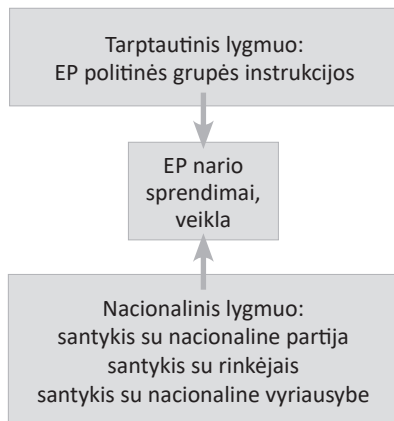 Tarptautinis lygmuo:
EP politinės grupės instrukcijos
EP nario
sprendimai,
veikla
Nacionalinis lygmuo:
santykis su nacionaline partija
santykis su rinkėjais
santykis su nacionaline vyriausybe